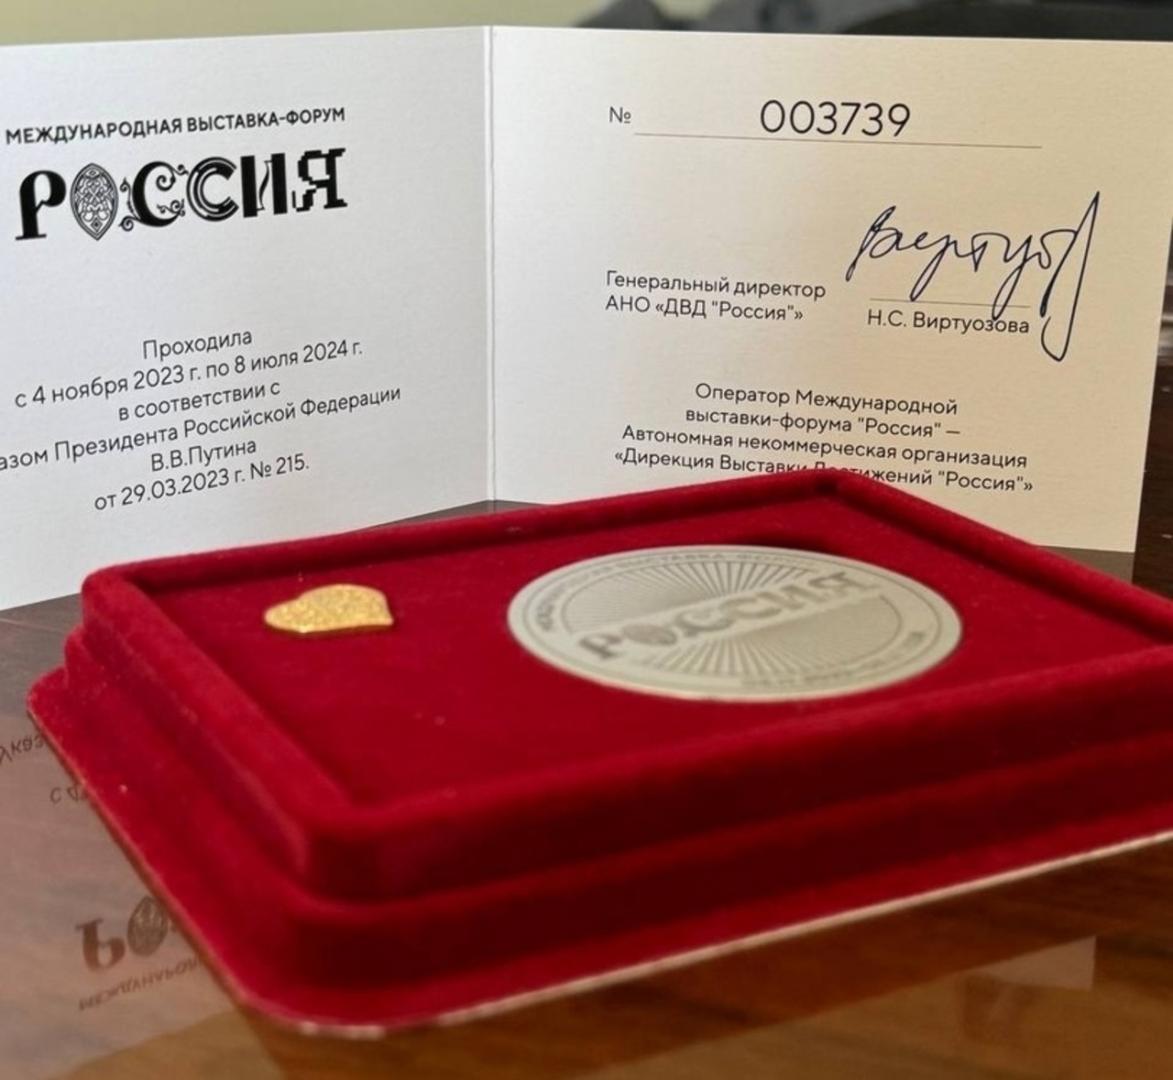 МЕЖДУНАРОДНАЯ ВЫСТАВКА-ФОРУМ
РОССИЯ
Проходила
с 4 ноября 2023 г. по 8 июля 2024 г.
в соответствии с
Президента Российской Федерации
В.В.Путина
от 29.03.2023 г. № 215.
№ 003739
Генеральный директор
АНО «ДВД "Россия"»
Н.С. Виртуозова
Оператор Международной
выставки-форума "Россия" —
Автономная некоммерческая организация
«Дирекция Выставки Достижений "Россия"»
РОССИЯ